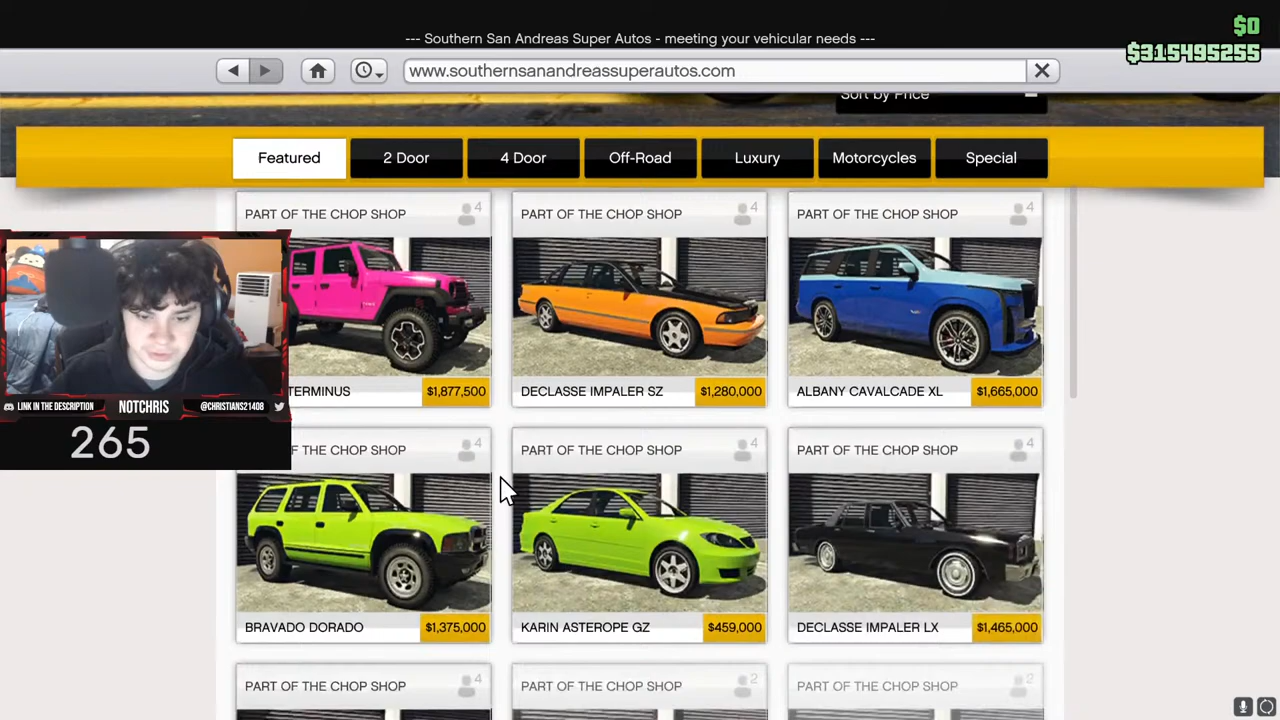 $0
--- Southern San Anoreas Super Autos - meeting your vehicular needs ---
$315495255
www.southernsanandreassuperautos.com
Sort by Price
Featured
2 Door
4 Door
Off-Road
Luxury
Motorcycles
Special
PART OF THE CHOP SHOP
4
PART OF THE CHOP SHOP
4
PART OF THE CHOP SHOP
4
TERMINUS
$1,877,500
DECLASSE IMPALER SZ
$1,280,000
ALBANY CAVALCADE XL
$1,665,000
LINK IN THE DESCRIPTION
NOTCHRIS
@CHRISTIANS21408
265
OF THE CHOP SHOP
4
PART OF THE CHOP SHOP
4
PART OF THE CHOP SHOP
4
BRAVADO DORADO
$1,375,000
KARIN ASTEROPE GZ
$459,000
DECLASSE IMPALER LX
$1,465,000
PART OF THE CHOP SHOP
4
PART OF THE CHOP SHOP
2
PART OF THE CHOP SHOP
2